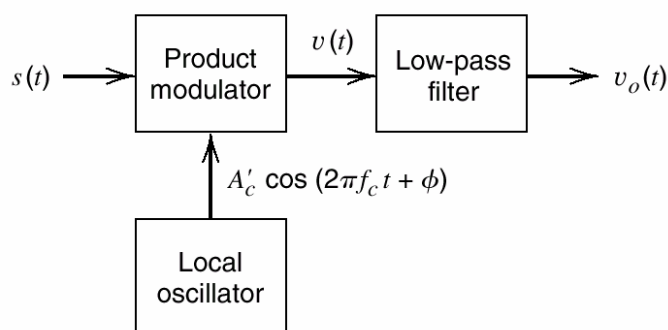 s(t)
Product
modulator
v(t)
Low-pass
filter
v_o(t)
A'_c cos (2πf_c t + ϕ)
Local
oscillator